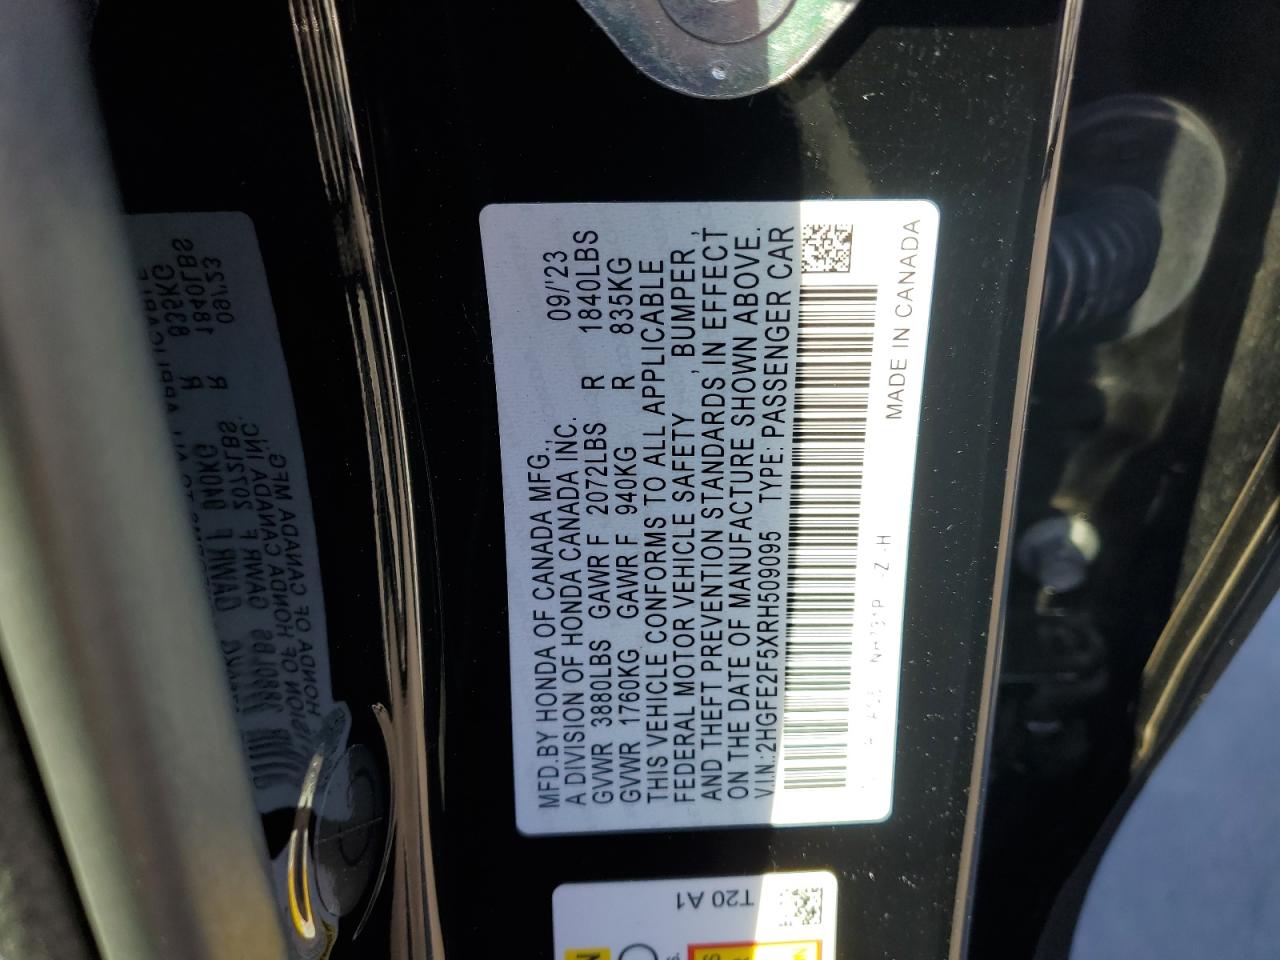 MFD.BY HONDA OF CANADA MFG., 09/'23
A DIVISION OF HONDA CANADA INC.
GVWR 3880LBS GAWR F 2072LBS R 1840LBS
GVWR 1760KG GAWR F 940KG R 835KG
THIS VEHICLE CONFORMS TO ALL APPLICABLE
FEDERAL MOTOR VEHICLE SAFETY , BUMPER ,
AND THEFT PREVENTION STANDARDS IN EFFECT
ON THE DATE OF MANUFACTURE SHOWN ABOVE.
V.I.N.:2HGFE2F5XRH509095 TYPE: PASSENGER CAR
MADE IN CANADA
T20 A1